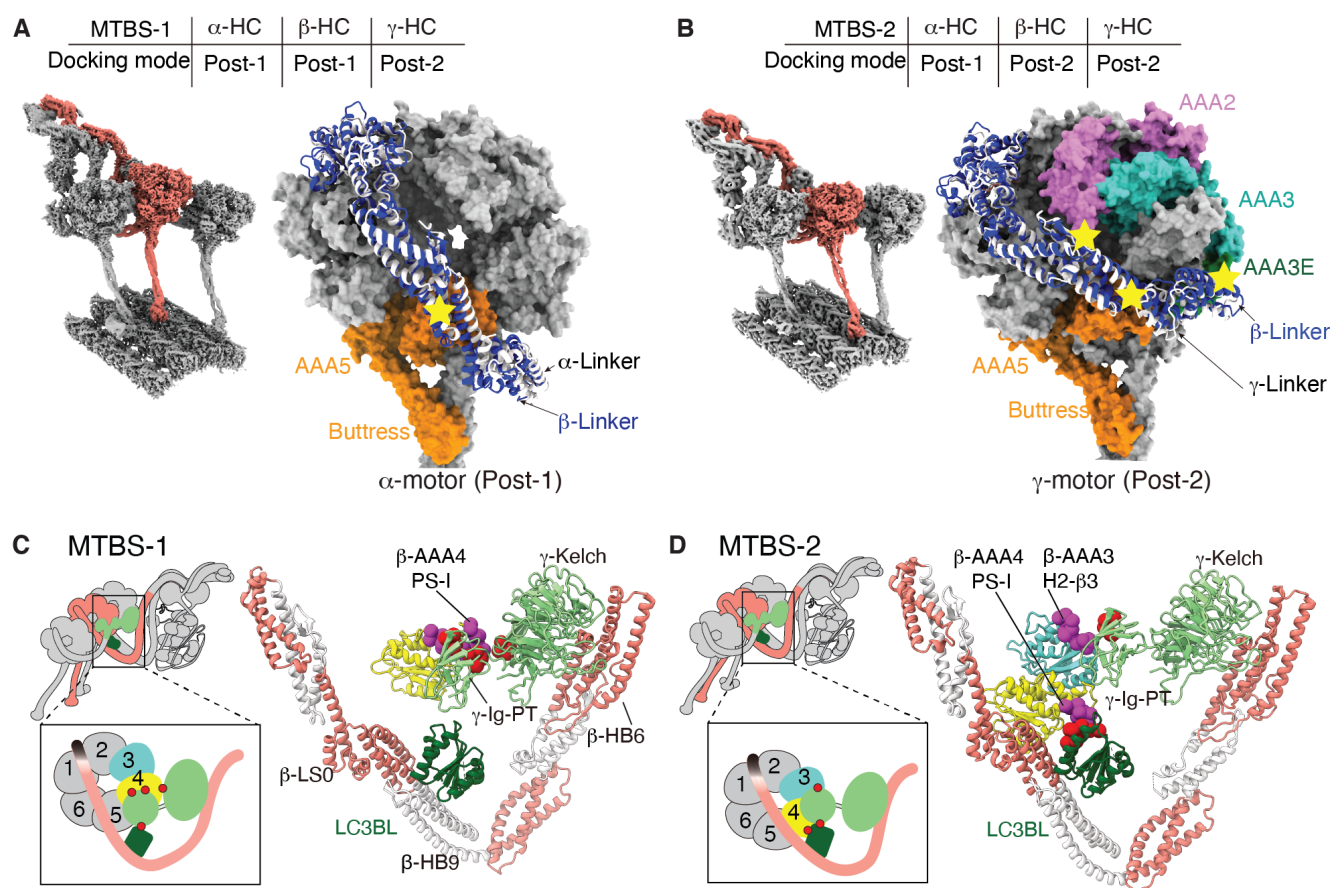 A
MTBS-1 α-HC β-HC γ-HC
Docking mode Post-1 Post-1 Post-2
AAA5
Buttress
α-Linker
β-Linker
α-motor (Post-1)
B
MTBS-2 α-HC β-HC γ-HC
Docking mode Post-1 Post-2 Post-2
AAA2
AAA3
AAA3E
β-Linker
AAA5
γ-Linker
Buttress
γ-motor (Post-2)
C MTBS-1
β-AAA4
PS-I
γ-Kelch
γ-Ig-PT
β-HB6
β-LS0
LC3BL
β-HB9
1 2 3 4 5 6
D MTBS-2
β-AAA4
PS-I
β-AAA3
H2-β3
γ-Kelch
γ-Ig-PT
LC3BL
1 2 3 4 5 6